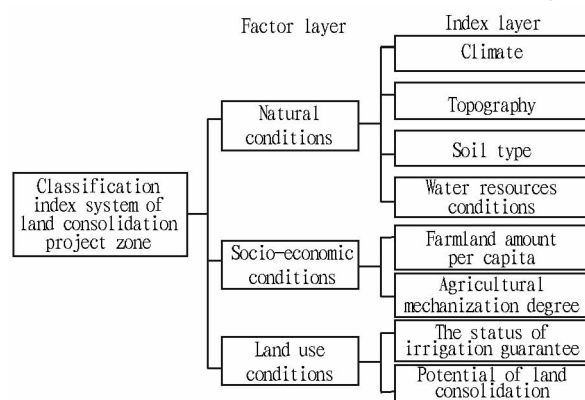 Factor layer
Index layer
Classification
index system of
land consolidation
project zone
Natural
conditions
Climate
Topography
Soil type
Water resources
conditions
Socio-economic
conditions
Farmland amount
per capita
Agricultural
mechanization degree
Land use
conditions
The status of
irrigation guarantee
Potential of land
consolidation